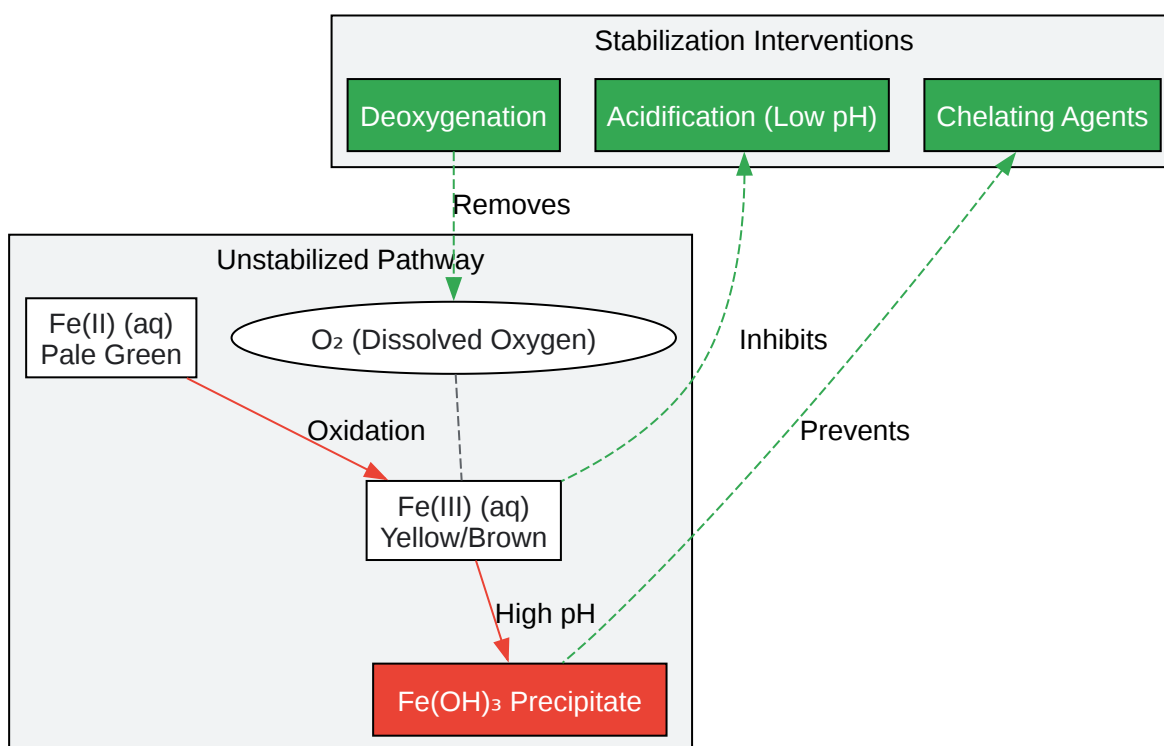 Stabilization Interventions
Deoxygenation
Acidification (Low pH)
Chelating Agents
Removes
Unstabilized Pathway
Fe(II) (aq)
Pale Green
O₂ (Dissolved Oxygen)
Inhibits
Oxidation
Prevents
Fe(III) (aq)
Yellow/Brown
High pH
Fe(OH)₃ Precipitate